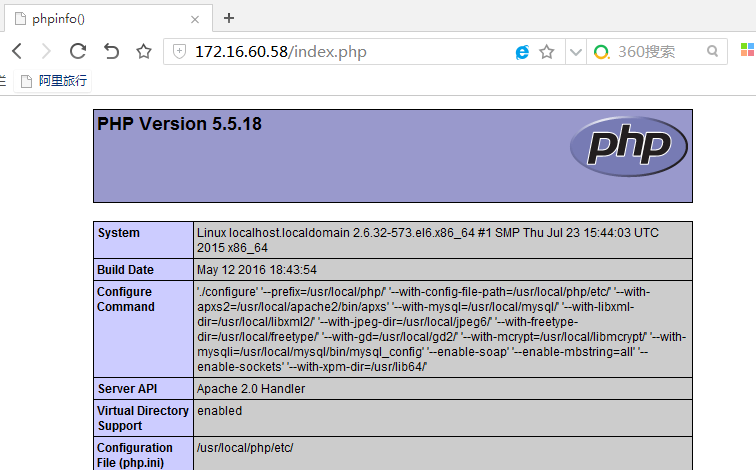 phpinfo()
172.16.60.58/index.php
360搜索
阿里旅行
PHP Version 5.5.18
php
System
Linux localhost.localdomain 2.6.32-573.el6.x86_64 #1 SMP Thu Jul 23 15:44:03 UTC
2015 x86_64
Build Date
May 12 2016 18:43:54
Configure
Command
'./configure' '--prefix=/usr/local/php/' '--with-config-file-path=/usr/local/php/etc/' '--with-
apxs2=/usr/local/apache2/bin/apxs' '--with-mysql=/usr/local/mysql/' '--with-libxml-
dir=/usr/local/libxml2/' '--with-jpeg-dir=/usr/local/jpeg6/' '--with-freetype-
dir=/usr/local/freetype/' '--with-gd=/usr/local/gd2/' '--with-mcrypt=/usr/local/libmcrypt/' '--with-
mysqli=/usr/local/mysql/bin/mysql_config' '--enable-soap' '--enable-mbstring=all' '--
enable-sockets' '--with-xpm-dir=/usr/lib64/'
Server API
Apache 2.0 Handler
Virtual Directory
Support
enabled
Configuration
File (php.ini)
/usr/local/php/etc/